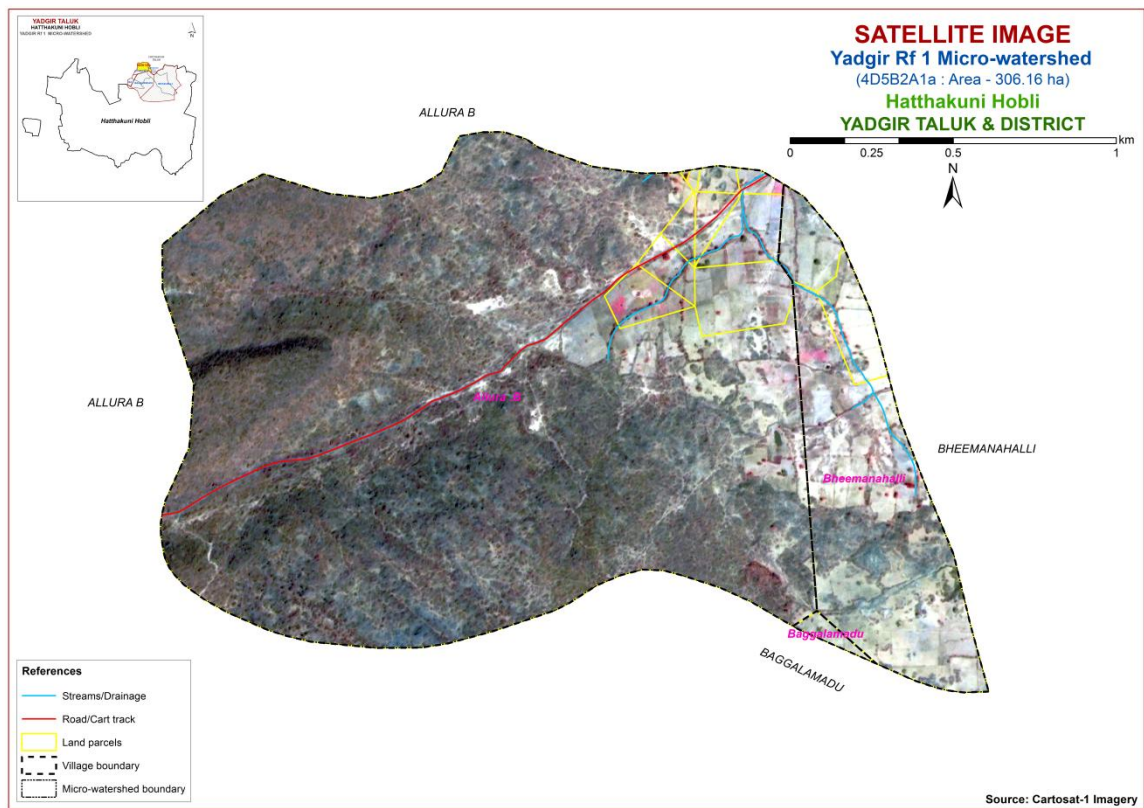 YADGIR TALUK
HATTHAKUNI HOBLI
YADGIR Rf 1 MICRO-WATERSHED
N
Hatthakuni Hobli
SATELLITE IMAGE
Yadgir Rf 1 Micro-watershed
(4D5B2A1a : Area - 306.16 ha)
Hatthakuni Hobli
YADGIR TALUK & DISTRICT
km
0 0.25 0.5 1
N
ALLURA B
ALLURA B
Allura .B
BHEEMANAHALLI
Bheemanahalli
Baggalamadu
BAGGALAMADU
References
Streams/Drainage
Road/Cart track
Land parcels
Village boundary
Micro-watershed boundary
Source: Cartosat-1 Imagery